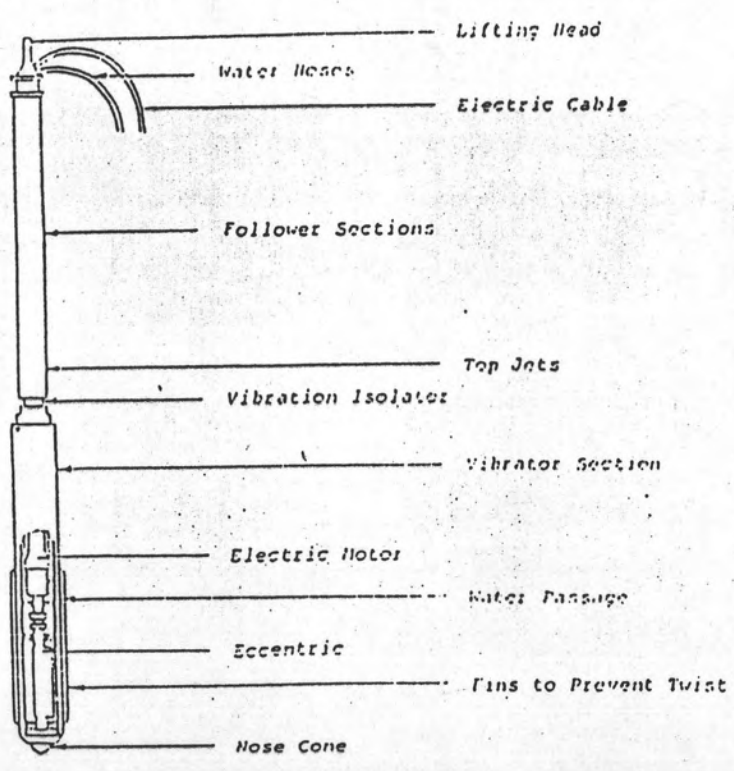 Lifting Head
Water Hoses
Electric Cable
Follower Sections
Top Jets
Vibration Isolator
Vibrator Section
Electric Motor
Water Passage
Eccentric
Fins to Prevent Twist
Nose Cone